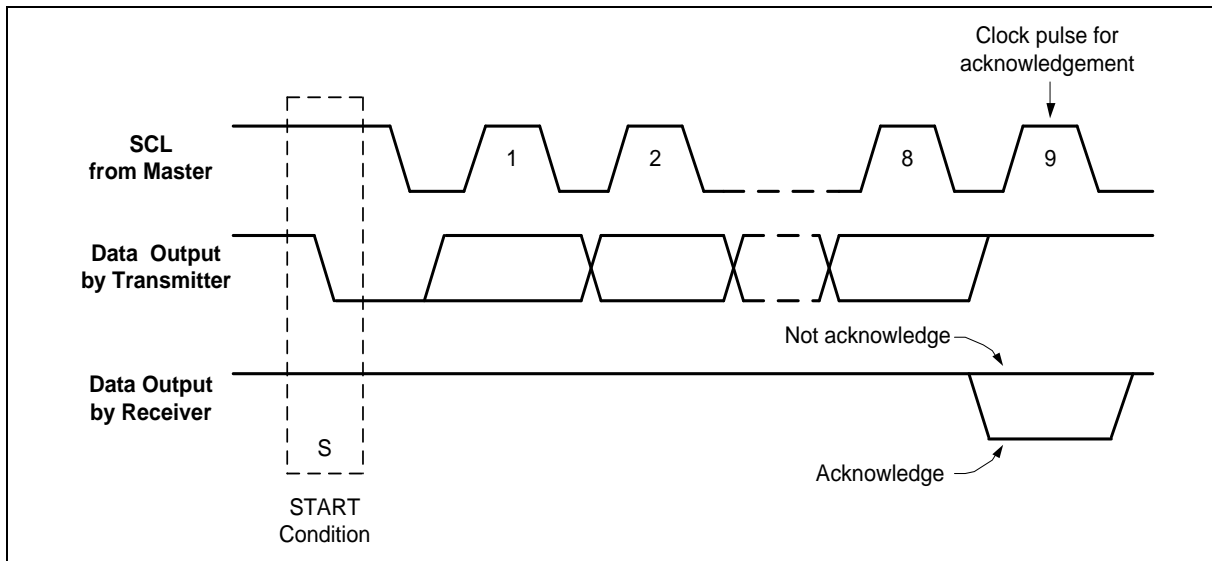 Clock pulse for
acknowledgement
SCL
from Master
1
2
8
9
Data Output
by Transmitter
Not acknowledge
Data Output
by Receiver
S
Acknowledge
START
Condition